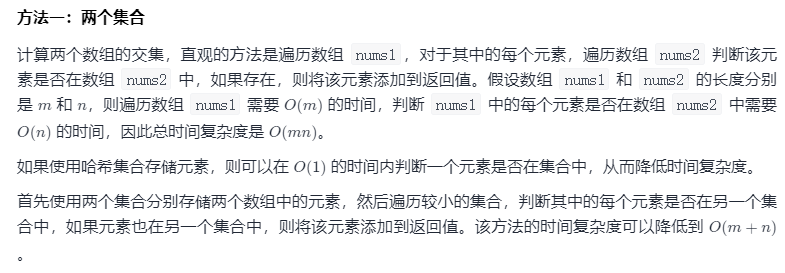 方法一：两个集合
计算两个数组的交集，直观的方法是遍历数组 nums1，对于其中的每个元素，遍历数组 nums2 判断该元
素是否在数组 nums2 中，如果存在，则将该元素添加到返回值。假设数组 nums1 和 nums2 的长度分别
是 m 和 n，则遍历数组 nums1 需要 O(m) 的时间，判断 nums1 中的每个元素是否在数组 nums2 中需要
O(n) 的时间，因此总时间复杂度是 O(mn)。
如果使用哈希集合存储元素，则可以在 O(1) 的时间内判断一个元素是否在集合中，从而降低时间复杂度。
首先使用两个集合分别存储两个数组中的元素，然后遍历较小的集合，判断其中的每个元素是否在另一个集
合中，如果元素也在另一个集合中，则将该元素添加到返回值。该方法的时间复杂度可以降低到 O(m + n)
。